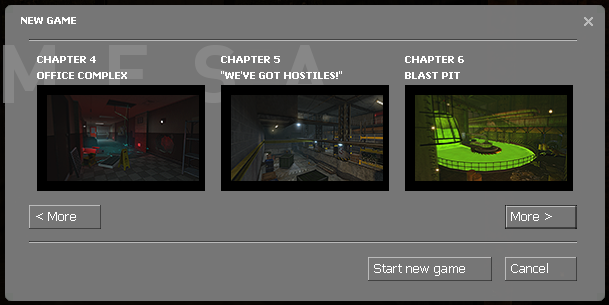 NEW GAME
MESA
CHAPTER 4
OFFICE COMPLEX
CHAPTER 5
"WE'VE GOT HOSTILES!"
CHAPTER 6
BLAST PIT
< More
More >
Start new game
Cancel